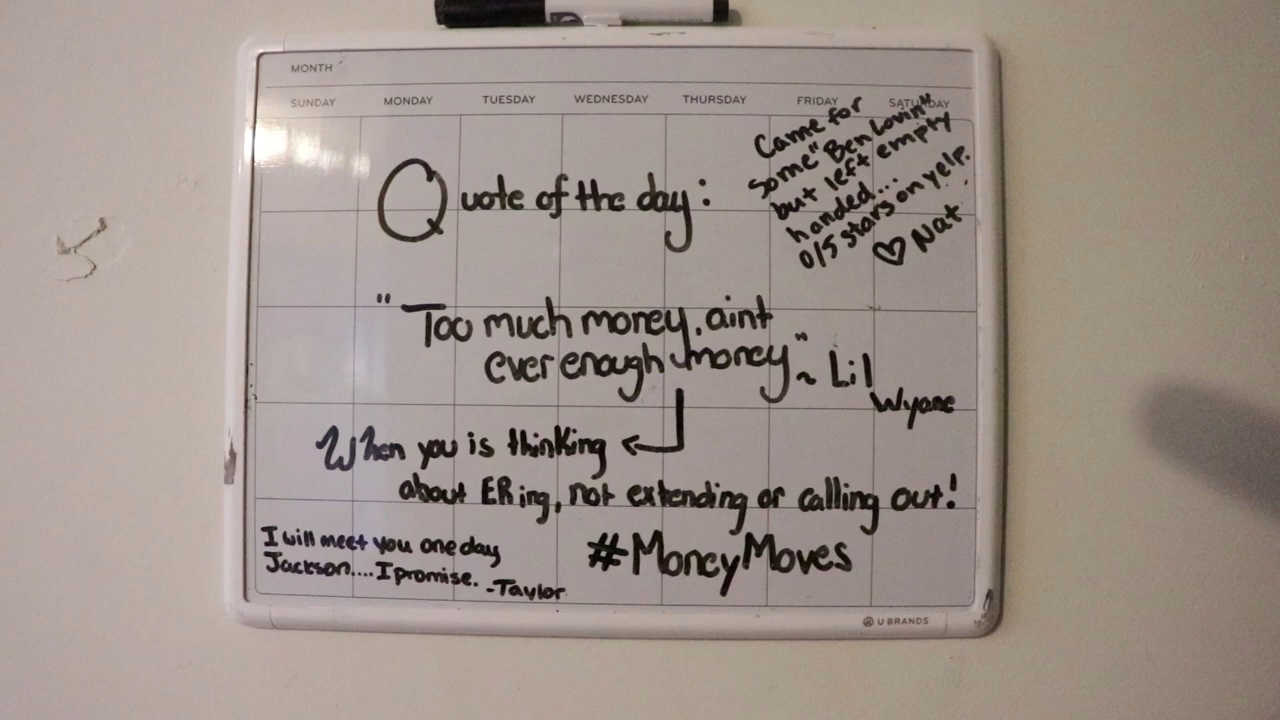 MONTH
SUNDAY MONDAY TUESDAY WEDNESDAY THURSDAY FRIDAY SATURDAY
Came for
some "Ben Lovin"
but left empty
handed...
0/5 stars on yelp.
♡ Nat
Quote of the day:
"Too much money, aint
ever enough money" ~ Lil
Wyane
When you is thinking
about ERing, not extending or calling out!
#MoneyMoves
I will meet you one day
Jackson.... I promise.
-Taylor
U BRANDS